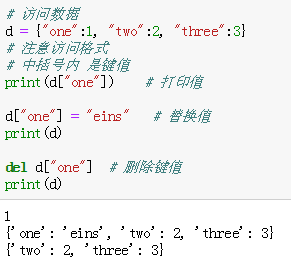 # 访问数据
d = {"one":1, "two":2, "three":3}
# 注意访问格式
# 中括号内 是键值
print(d["one"])    # 打印值
d["one"] = "eins"   # 替换值
print(d)
del d["one"]  # 删除键值
print(d)
1
{'one': 'eins', 'two': 2, 'three': 3}
{'two': 2, 'three': 3}